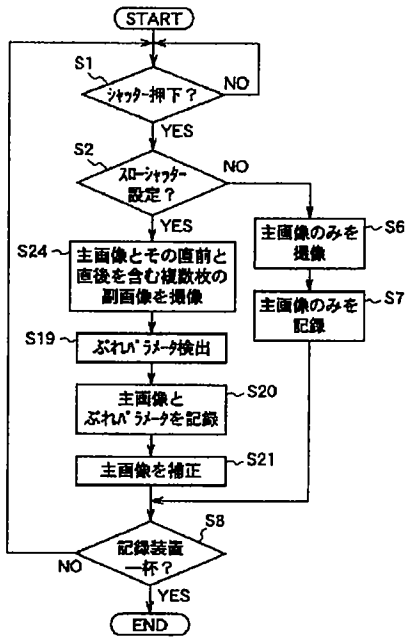 START
S1
シャッター押下？
NO
YES
S2
スローシャッター
設定？
NO
YES
S24
主画像とその直前と
直後を含む複数枚の
副画像を撮像
S6
主画像のみを
撮像
S7
主画像のみを
記録
S19
ぶれパラメータ検出
S20
主画像と
ぶれパラメータを記録
S21
主画像を補正
S8
記録装置
一杯？
NO
YES
END